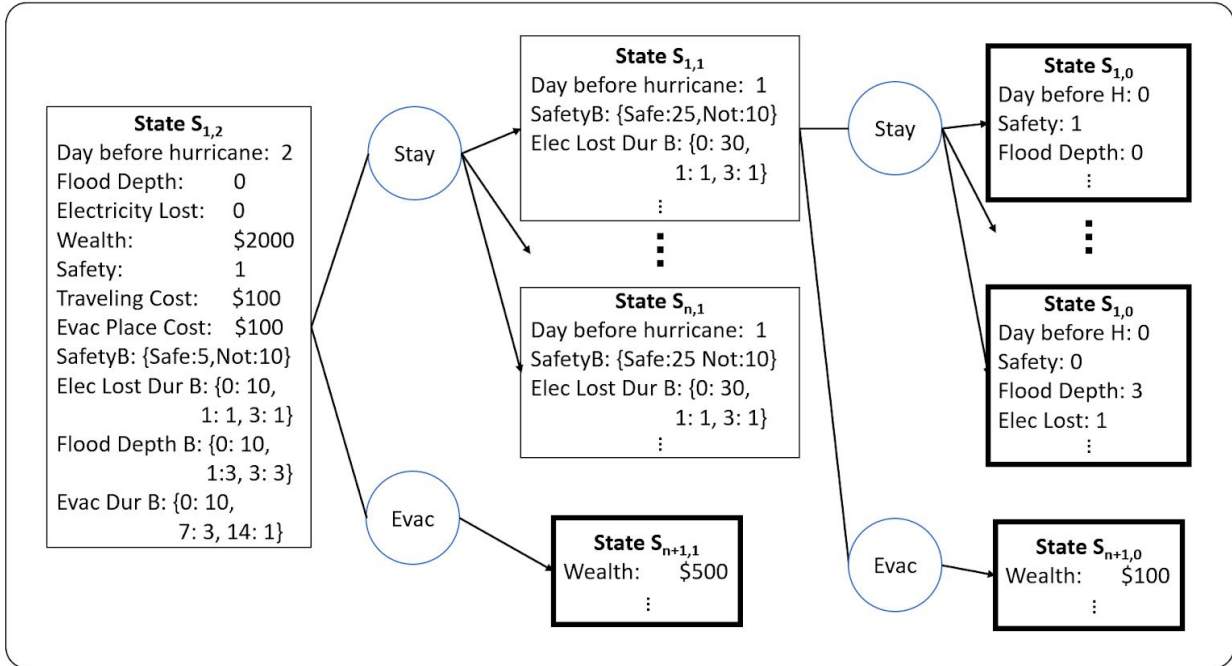 State S1,2
Day before hurricane: 2
Flood Depth: 0
Electricity Lost: 0
Wealth: $2000
Safety: 1
Traveling Cost: $100
Evac Place Cost: $100
SafetyB: {Safe:5,Not:10}
Elec Lost Dur B: {0: 10,
1: 1, 3: 1}
Flood Depth B: {0: 10,
1:3, 3: 3}
Evac Dur B: {0: 10,
7: 3, 14: 1}
Stay
Evac
State S1,1
Day before hurricane: 1
SafetyB: {Safe:25,Not:10}
Elec Lost Dur B: {0: 30,
1: 1, 3: 1}
⋮
⋮
State Sn,1
Day before hurricane: 1
SafetyB: {Safe:25 Not:10}
Elec Lost Dur B: {0: 30,
1: 1, 3: 1}
⋮
State Sn+1,1
Wealth: $500
⋮
Stay
Evac
State S1,0
Day before H: 0
Safety: 1
Flood Depth: 0
⋮
⋮
State S1,0
Day before H: 0
Safety: 0
Flood Depth: 3
Elec Lost: 1
⋮
State Sn+1,0
Wealth: $100
⋮